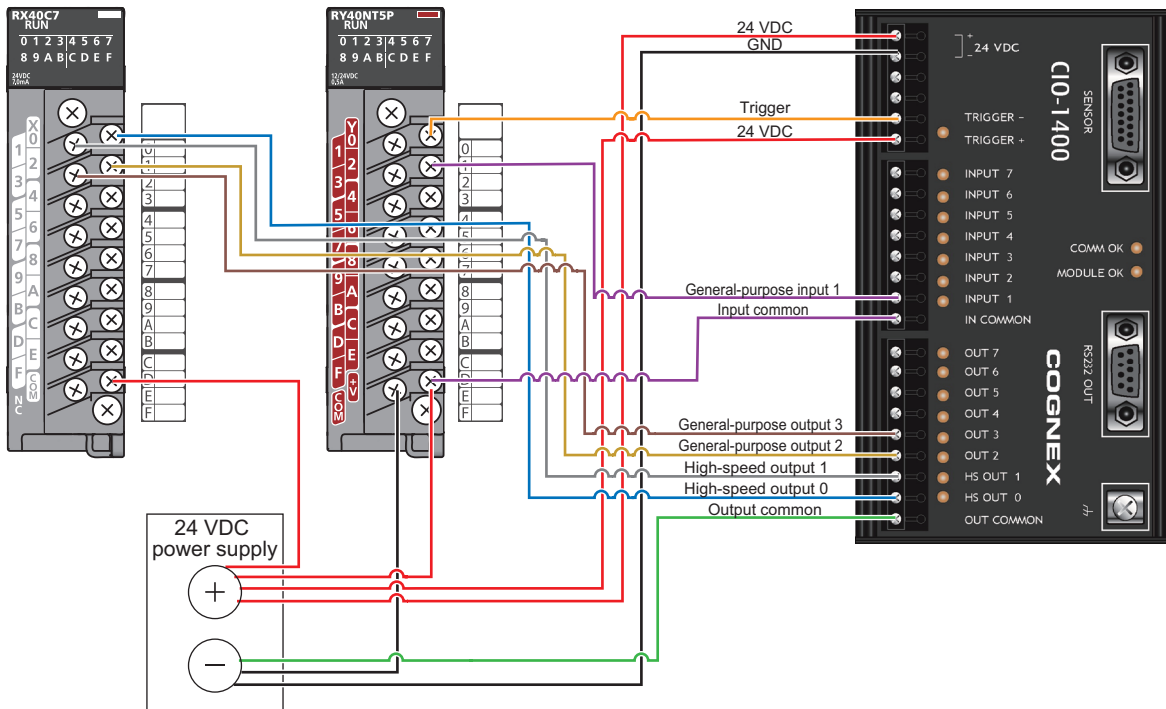 RX40C7
RUN
0 1 2 3 4 5 6 7
8 9 A B C D E F
24VDC
7,0mA
X
0
1
2
3
4
5
6
7
8
9
A
B
C
D
E
F
COM
NC
0
1
2
3
4
5
6
7
8
9
A
B
C
D
E
F
RY40NT5P
RUN
0 1 2 3 4 5 6 7
8 9 A B C D E F
12/24VDC
0,5A
Y
0
1
2
3
4
5
6
7
8
9
A
B
C
D
E
F
+V
COM
0
1
2
3
4
5
6
7
8
9
A
B
C
D
E
F
24 VDC
GND
Trigger
24 VDC
General-purpose input 1
Input common
General-purpose output 3
General-purpose output 2
High-speed output 1
High-speed output 0
Output common
+
-
24 VDC
TRIGGER –
TRIGGER +
INPUT 7
INPUT 6
INPUT 5
INPUT 4
INPUT 3
INPUT 2
INPUT 1
IN COMMON
OUT 7
OUT 6
OUT 5
OUT 4
OUT 3
OUT 2
HS OUT 1
HS OUT 0
OUT COMMON
CIO-1400
SENSOR
COMM OK
MODULE OK
COGNEX
RS232 OUT
24 VDC
power supply
+
−